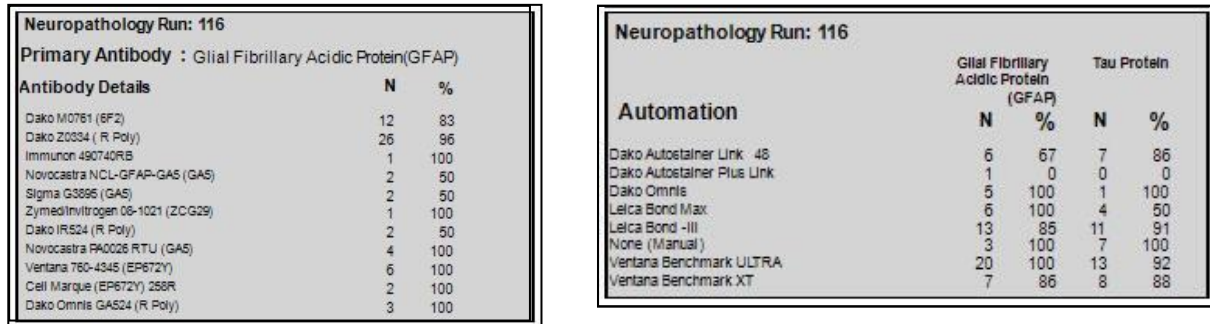 Neuropathology Run: 116
Primary Antibody : Glial Fibrillary Acidic Protein(GFAP)
Antibody Details N %
Dako M0761 (6F2) 12 83
Dako Z0334 ( R Poly) 26 96
Immunon 490740RB 1 100
Novocastra NCL-GFAP-GA5 (GA5) 2 50
Sigma G3895 (GA5) 2 50
Zymed/Invitrogen 08-1021 (ZCG29) 1 100
Dako IR524 (R Poly) 2 50
Novocastra PA0026 RTU (GA5) 4 100
Ventana 760-4345 (EP672Y) 6 100
Cell Marque (EP672Y) 258R 2 100
Dako Omnis GA524 (R Poly) 3 100
Neuropathology Run: 116
Glial Fibrillary Tau Protein
Acidic Protein
(GFAP)
Automation N % N %
Dako Autostainer Link 48 6 67 7 86
Dako Autostainer Plus Link 1 0 0 0
Dako Omnis 5 100 1 100
Leica Bond Max 6 100 4 50
Leica Bond -III 13 85 11 91
None (Manual) 3 100 7 100
Ventana Benchmark ULTRA 20 100 13 92
Ventana Benchmark XT 7 86 8 88